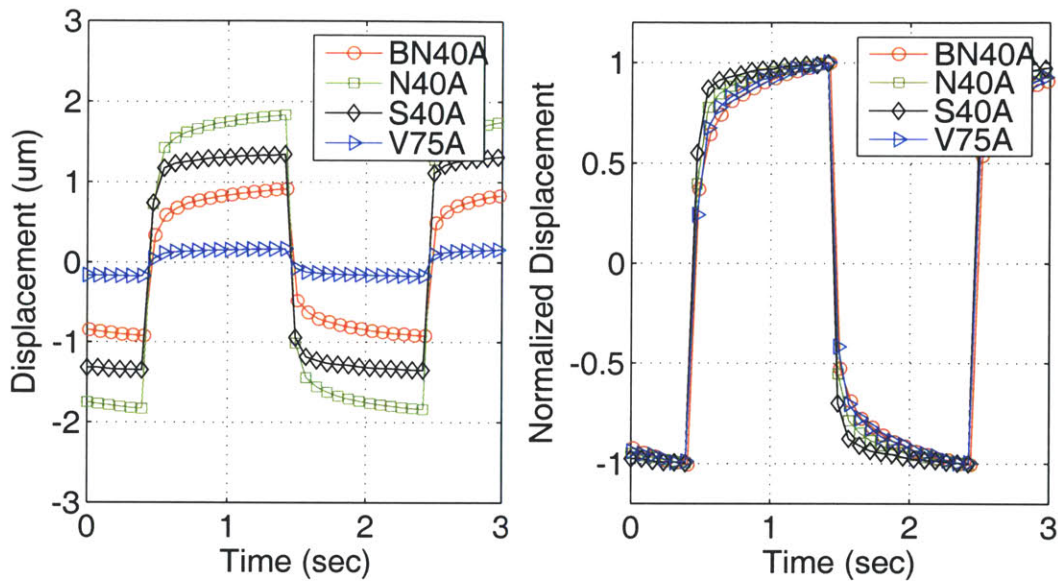 Displacement (um)
3
2
1
0
-1
-2
-3
0
1
2
3
Time (sec)
BN40A
N40A
S40A
V75A
Normalized Displacement
1
0.5
0
-0.5
-1
0
1
2
3
Time (sec)
BN40A
N40A
S40A
V75A